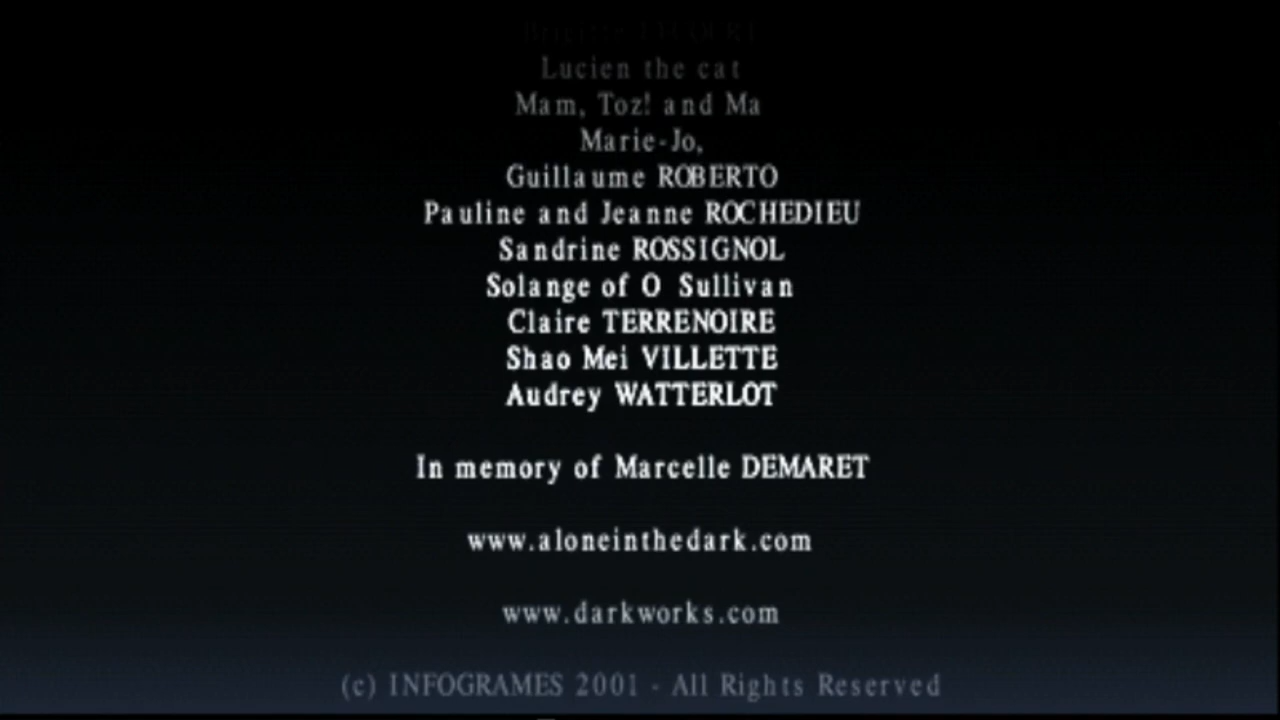 Brigitte
Lucien the cat
Mam, Toz! and Ma
Marie-Jo,
Guillaume ROBERTO
Pauline and Jeanne ROCHEDIEU
Sandrine ROSSIGNOL
Solange of O Sullivan
Claire TERRENOIRE
Shao Mei VILLETTE
Audrey WATTERLOT
In memory of Marcelle DEMARET
www.aloneinthedark.com
www.darkworks.com
(c) INFOGRAMES 2001 - All Rights Reserved